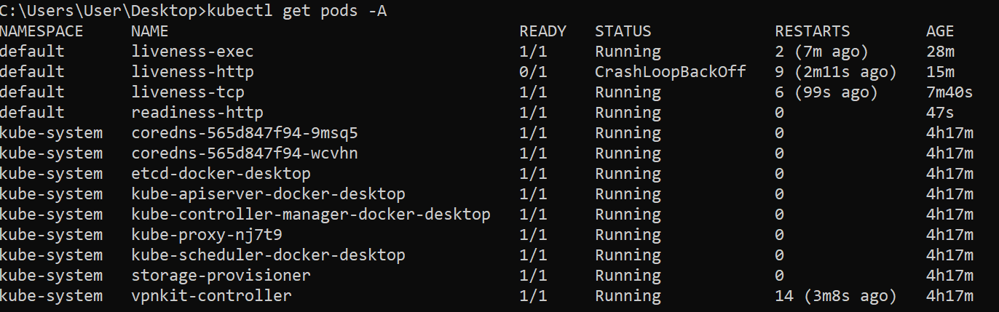 C:\Users\User\Desktop>kubectl get pods -A
NAMESPACE     NAME                                     READY   STATUS             RESTARTS        AGE
default       liveness-exec                            1/1     Running            2 (7m ago)      28m
default       liveness-http                            0/1     CrashLoopBackOff   9 (2m11s ago)   15m
default       liveness-tcp                             1/1     Running            6 (99s ago)     7m40s
default       readiness-http                           1/1     Running            0               47s
kube-system   coredns-565d847f94-9msq5                 1/1     Running            0               4h17m
kube-system   coredns-565d847f94-wcvhn                 1/1     Running            0               4h17m
kube-system   etcd-docker-desktop                      1/1     Running            0               4h17m
kube-system   kube-apiserver-docker-desktop            1/1     Running            0               4h17m
kube-system   kube-controller-manager-docker-desktop   1/1     Running            0               4h17m
kube-system   kube-proxy-nj7t9                         1/1     Running            0               4h17m
kube-system   kube-scheduler-docker-desktop            1/1     Running            0               4h17m
kube-system   storage-provisioner                      1/1     Running            0               4h17m
kube-system   vpnkit-controller                        1/1     Running            14 (3m8s ago)   4h17m